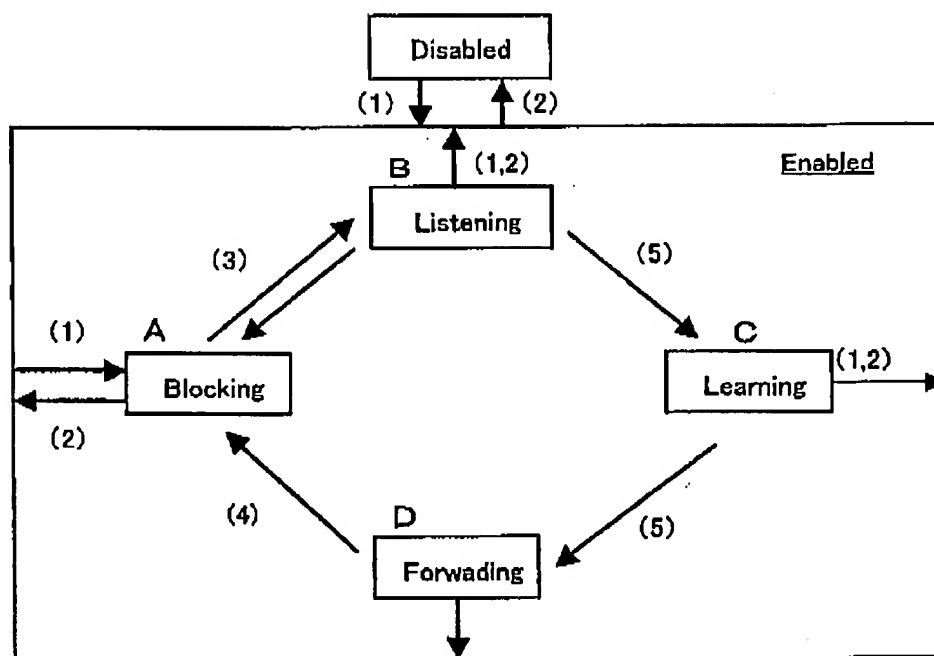 Disabled
(1)
(2)
Enabled
B
(1,2)
Listening
(3)
(5)
(1)
A
C
(1,2)
Blocking
Learning
(2)
(4)
D
(5)
Forwading